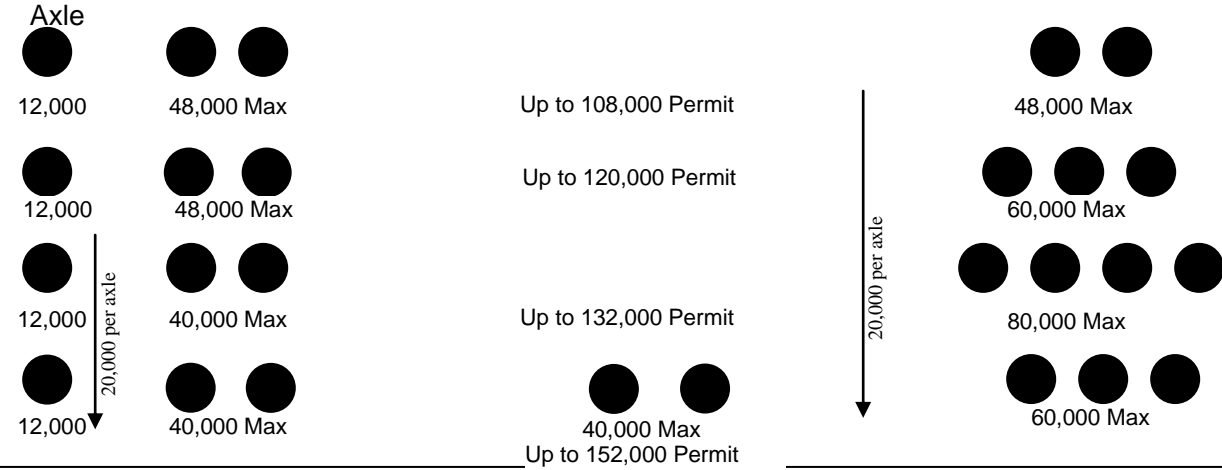 Axle
12,000 48,000 Max Up to 108,000 Permit 48,000 Max
12,000 48,000 Max Up to 120,000 Permit 60,000 Max
12,000 40,000 Max Up to 132,000 Permit 80,000 Max
20,000 per axle
20,000 per axle
12,000 40,000 Max 40,000 Max 60,000 Max
Up to 152,000 Permit